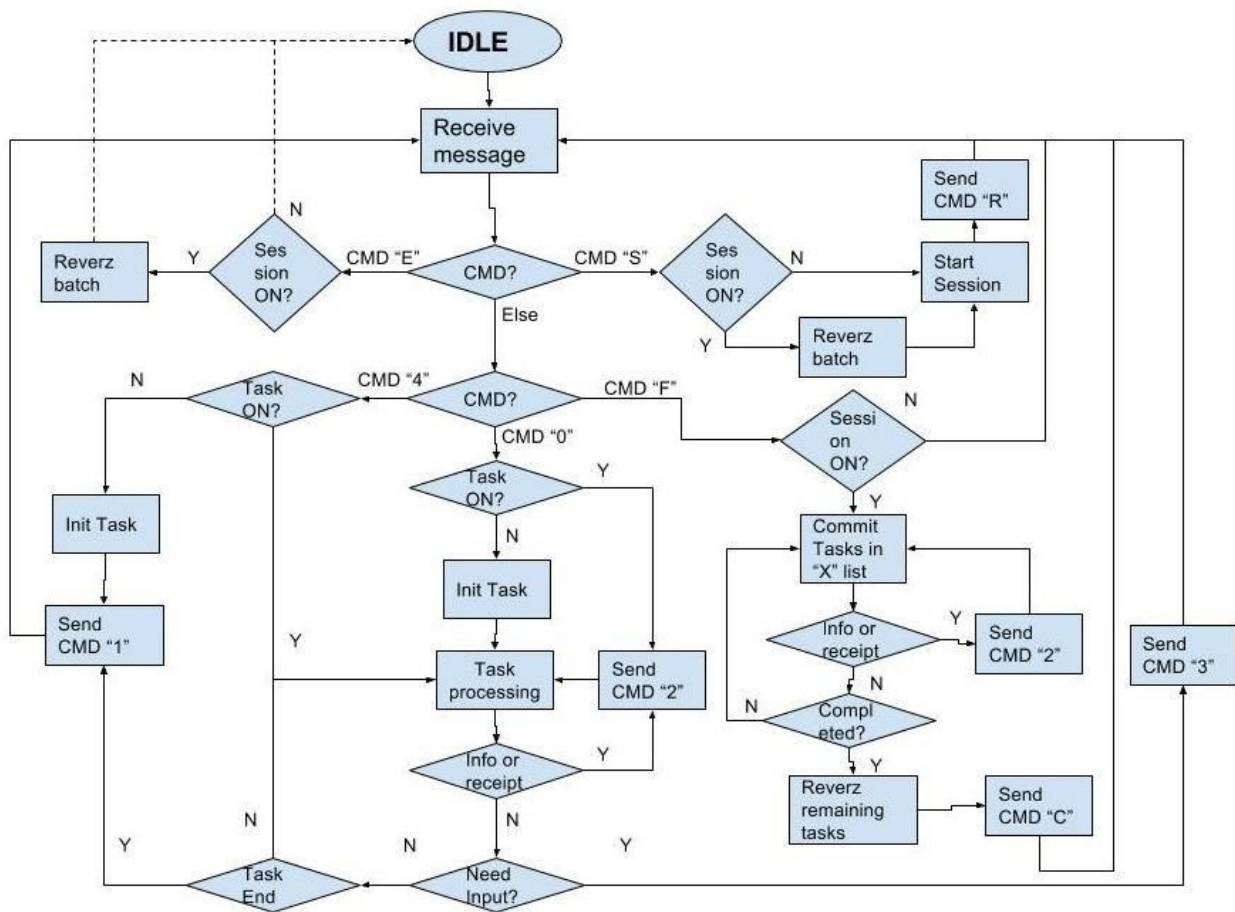 IDLE
Receive
message
N
Send
CMD “R”
Reverz
batch
Y
Ses
sion
ON?
CMD “E”
CMD?
CMD “S”
Ses
sion
ON?
N
Start
Session
Else
Y
Reverz
batch
N
Task
ON?
CMD “4”
CMD?
CMD “F”
N
CMD “0”
Sessi
on
ON?
Task
ON?
Y
Y
Init Task
N
Commit
Tasks in
“X” list
Init Task
Send
CMD “1”
Y
Info or
receipt
Y
Send
CMD “2”
Send
CMD “3”
Task
processing
Send
CMD “2”
N
N
Compl
eted?
Info or
receipt
Y
Y
Reverz
remaining
tasks
Send
CMD “C”
N
N
Y
Task
End
N
Need
Input?
Y